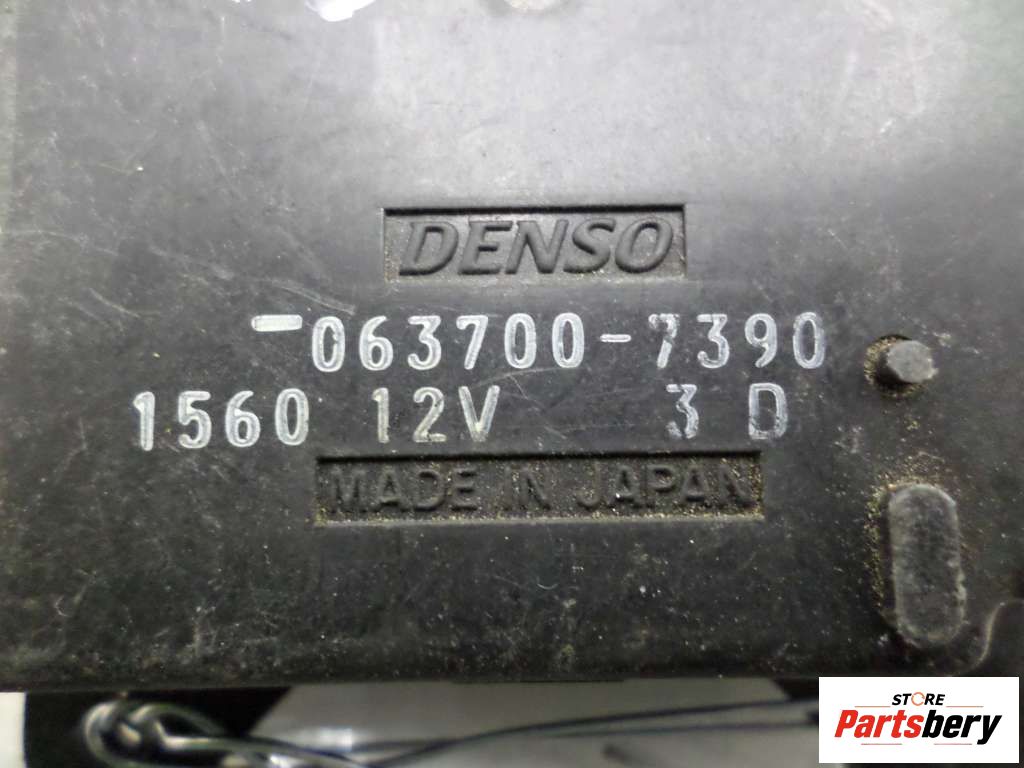 DENSO
-063700-7390
1560 12V 3 D
MADE IN JAPAN
STORE
Partsbery